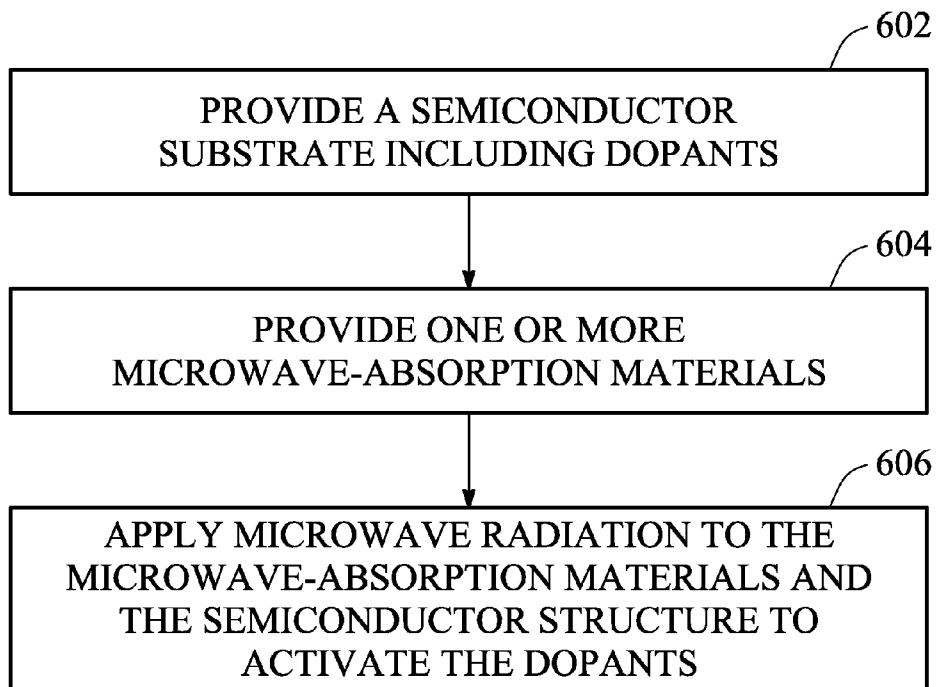 602
PROVIDE A SEMICONDUCTOR
SUBSTRATE INCLUDING DOPANTS
604
PROVIDE ONE OR MORE
MICROWAVE-ABSORPTION MATERIALS
606
APPLY MICROWAVE RADIATION TO THE
MICROWAVE-ABSORPTION MATERIALS AND
THE SEMICONDUCTOR STRUCTURE TO
ACTIVATE THE DOPANTS